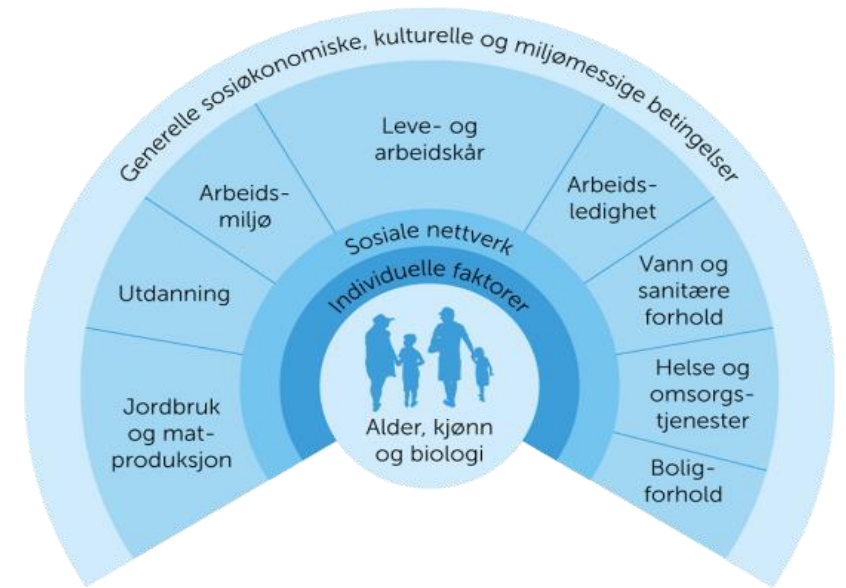 Generelle sosiøkonomiske, kulturelle og miljømessige betingelser
Leve- og
arbeidskår
Arbeids-
miljø
Arbeids-
ledighet
Utdanning
Vann og
sanitære
forhold
Jordbruk
og mat-
produksjon
Helse og
omsorgs-
tjenester
Bolig-
forhold
Sosiale nettverk
Individuelle faktorer
Alder, kjønn
og biologi